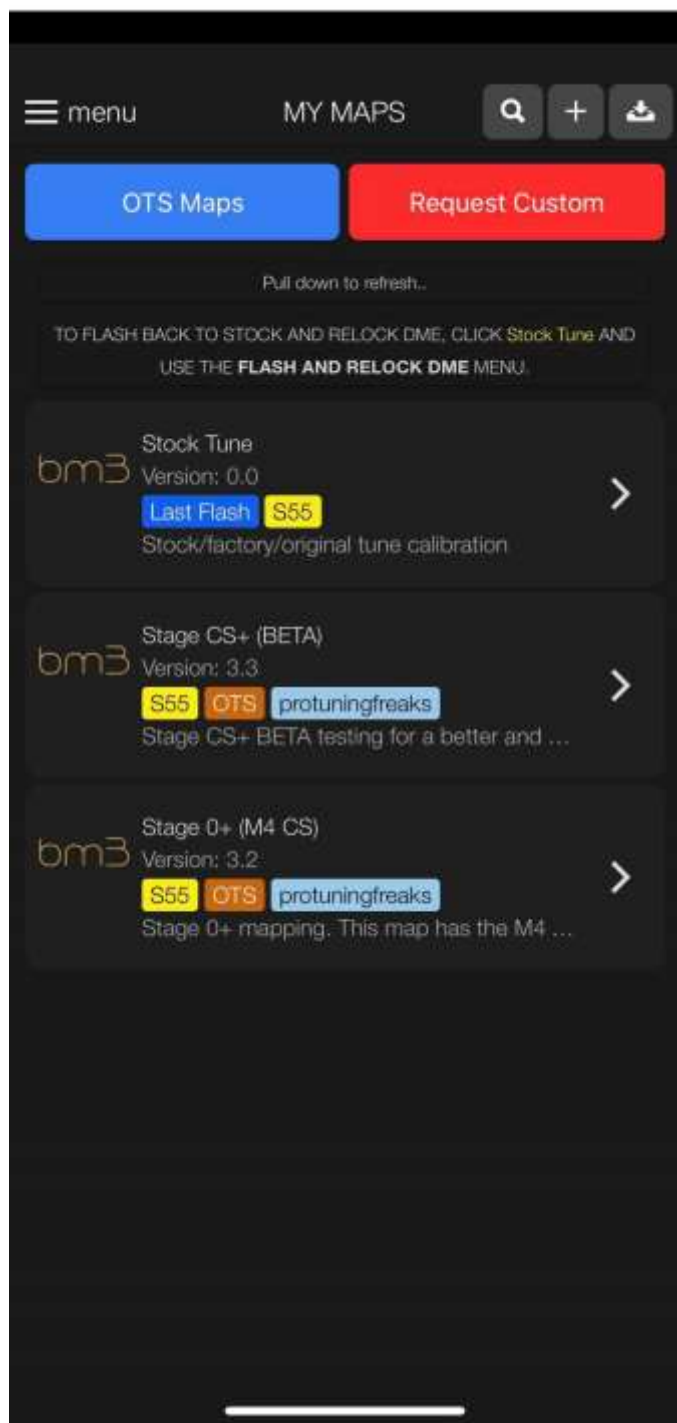 menu
MY MAPS
OTS Maps
Request Custom
Pull down to refresh..
TO FLASH BACK TO STOCK AND RELOCK DME, CLICK Stock Tune AND
USE THE FLASH AND RELOCK DME MENU.
bm3
Stock Tune
Version: 0.0
Last Flash S55
Stock/factory/original tune calibration
bm3
Stage CS+ (BETA)
Version: 3.3
S55 OTS protuningfreaks
Stage CS+ BETA testing for a better and ...
bm3
Stage 0+ (M4 CS)
Version: 3.2
S55 OTS protuningfreaks
Stage 0+ mapping. This map has the M4 ...